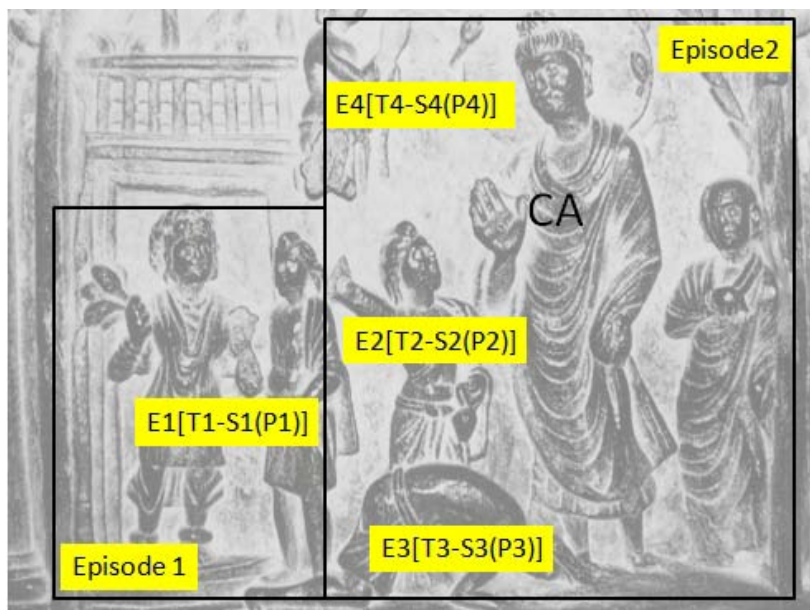 Episode2
E4[T4-S4(P4)]
CA
E2[T2-S2(P2)]
E1[T1-S1(P1)]
E3[T3-S3(P3)]
Episode 1